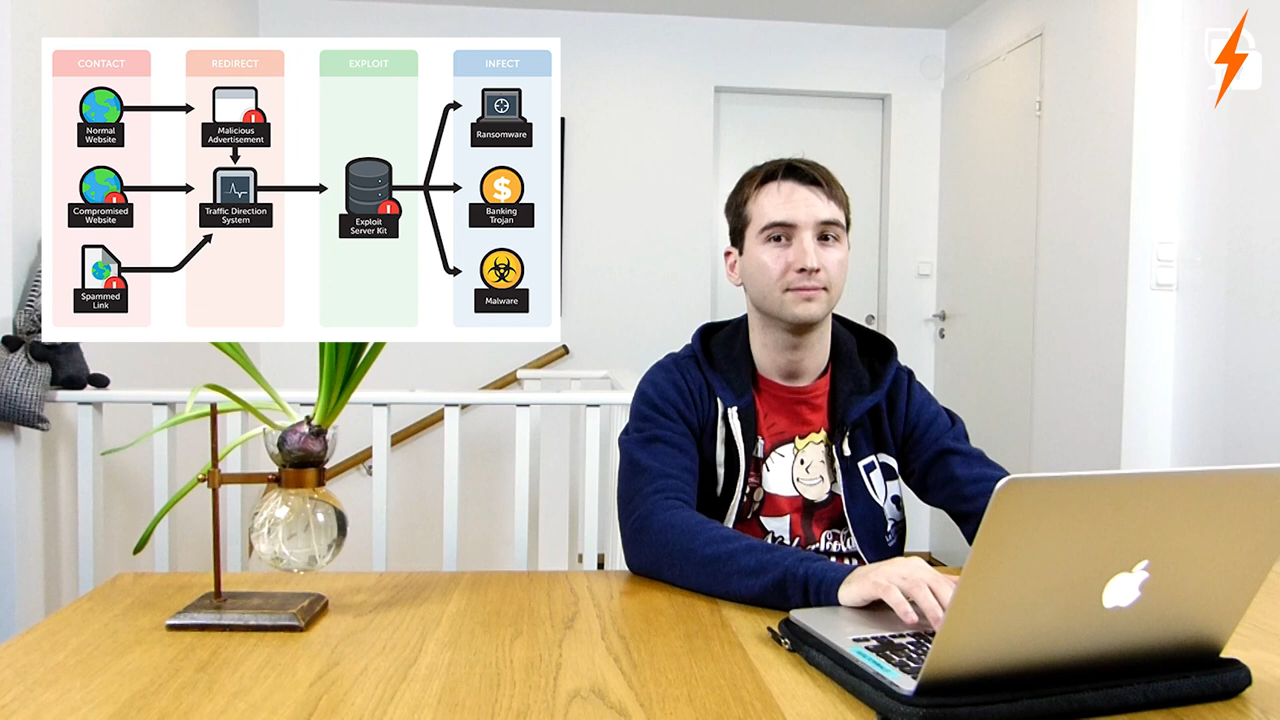 CONTACT
REDIRECT
EXPLOIT
INFECT
Normal
Website
Malicious
Advertisement
Ransomware
Compromised
Website
Traffic Direction
System
Exploit
Server Kit
Banking
Trojan
Spammed
Link
Malware